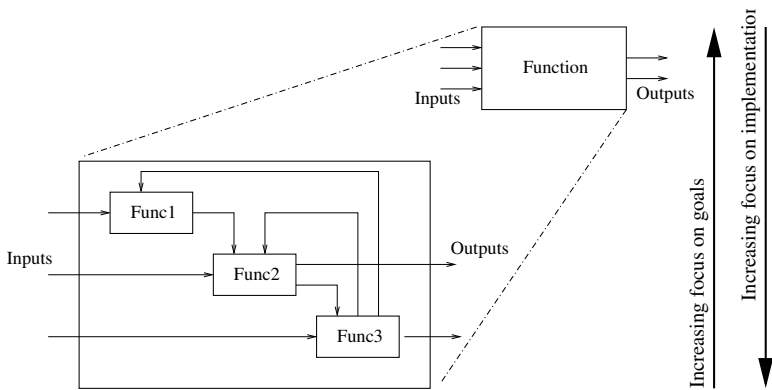 Function
Inputs
Outputs
Func1
Inputs
Func2
Outputs
Func3
Increasing focus on goals
Increasing focus on implementation